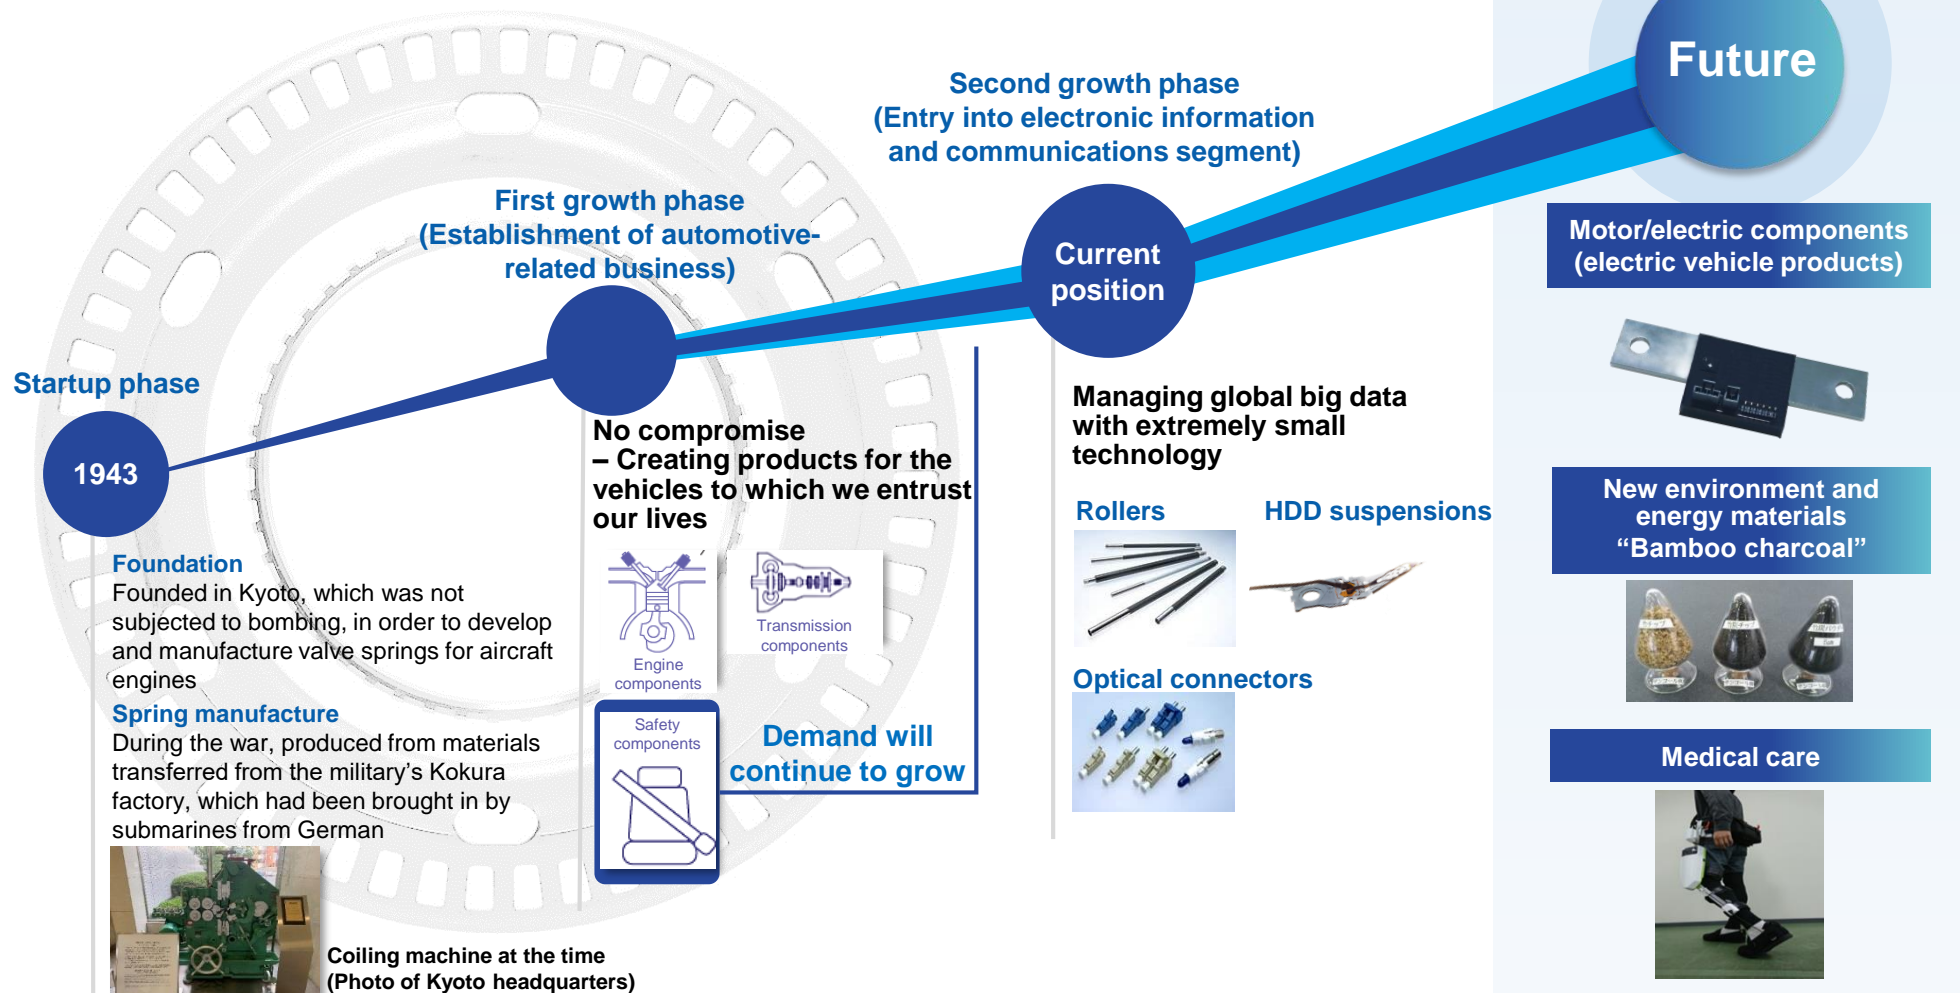 Future
Second growth phase
(Entry into electronic information
and communications segment)
First growth phase
(Establishment of automotive-
related business)
Current
position
Startup phase
1943
Foundation
Founded in Kyoto, which was not
subjected to bombing, in order to develop
and manufacture valve springs for aircraft
engines
Spring manufacture
During the war, produced from materials
transferred from the military’s Kokura
factory, which had been brought in by
submarines from German
Coiling machine at the time
(Photo of Kyoto headquarters)
No compromise
– Creating products for the
vehicles to which we entrust
our lives
Engine
components
Transmission
components
Safety
components
Demand will
continue to grow
Managing global big data
with extremely small
technology
Rollers
HDD suspensions
Optical connectors
Motor/electric components
(electric vehicle products)
New environment and
energy materials
“Bamboo charcoal”
Medical care